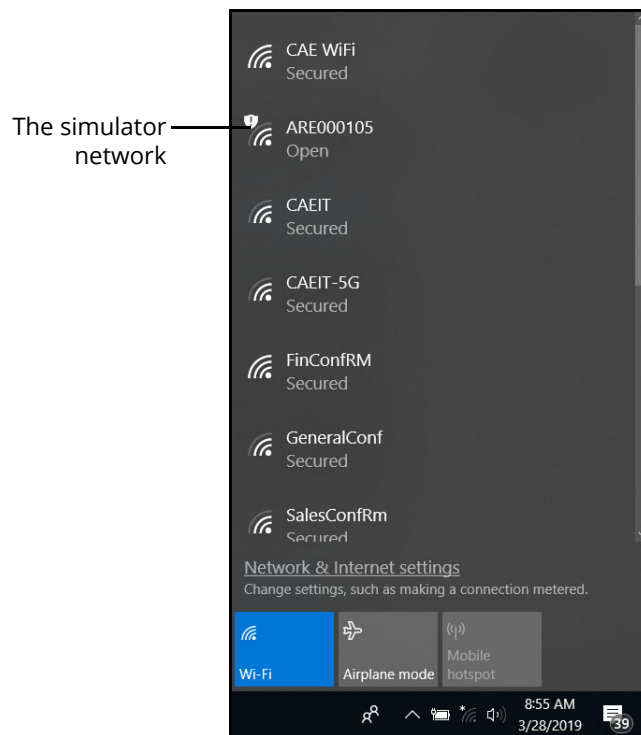 The simulator
network
CAE WiFi
Secured
ARE000105
Open
CAEIT
Secured
CAEIT-5G
Secured
FinConfRM
Secured
GeneralConf
Secured
SalesConfRm
Secured
Network & Internet settings
Change settings, such as making a connection metered.
Wi-Fi
Airplane mode
Mobile
hotspot
8:55 AM
3/28/2019
39